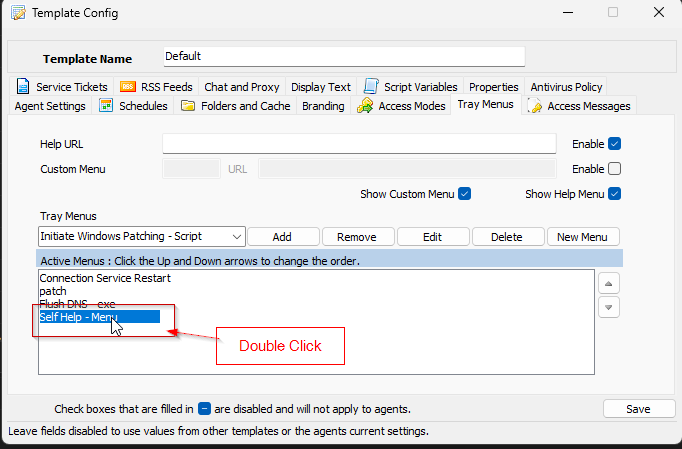 Template Config
Template Name Default
Service Tickets RSS RSS Feeds Chat and Proxy Display Text Script Variables Properties Antivirus Policy
Agent Settings Schedules Folders and Cache Branding Access Modes Tray Menus Access Messages
Help URL Enable
Custom Menu URL Enable
Show Custom Menu Show Help Menu
Tray Menus
Initiate Windows Patching - Script Add Remove Edit Delete New Menu
Active Menus : Click the Up and Down arrows to change the order.
Connection Service Restart
patch
Flush DNS - exe
Self Help - Menu
Double Click
Check boxes that are filled in are disabled and will not apply to agents. Save
Leave fields disabled to use values from other templates or the agents current settings.